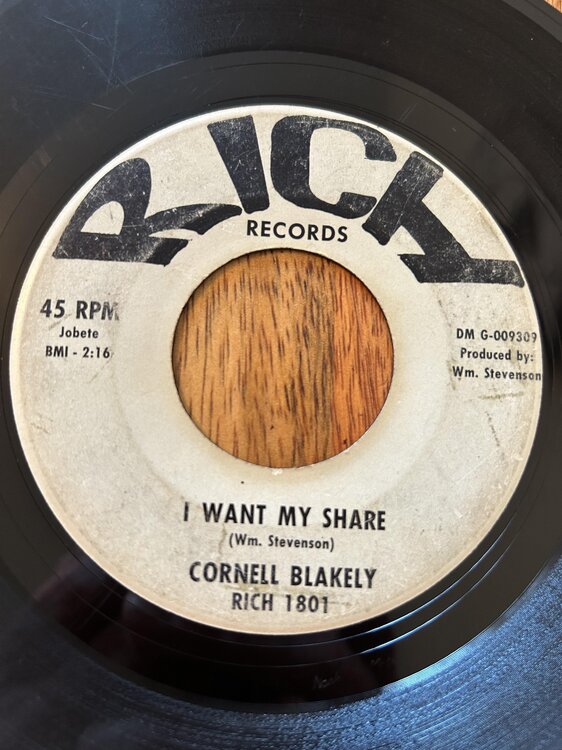 RICH
RECORDS
45 RPM
Jobete
BMI - 2:16
DM G-009309
Produced by:
Wm. Stevenson
I WANT MY SHARE
(Wm. Stevenson)
CORNELL BLAKELY
RICH 1801